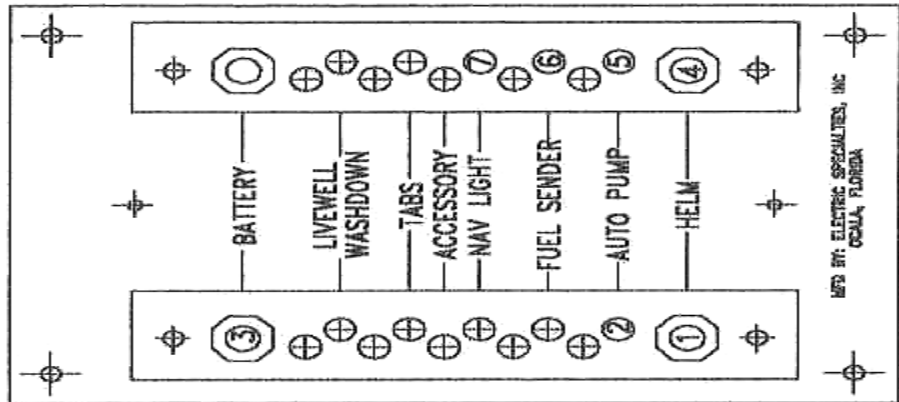 7 6 5 4
BATTERY
LIVEWELL
WASHDOWN
TABS
ACCESSORY
NAV LIGHT
FUEL SENDER
AUTO PUMP
HELM
3 2 1
MFD BY: ELECTRIC SPECIALTIES, INC
OCALA, FLORIDA